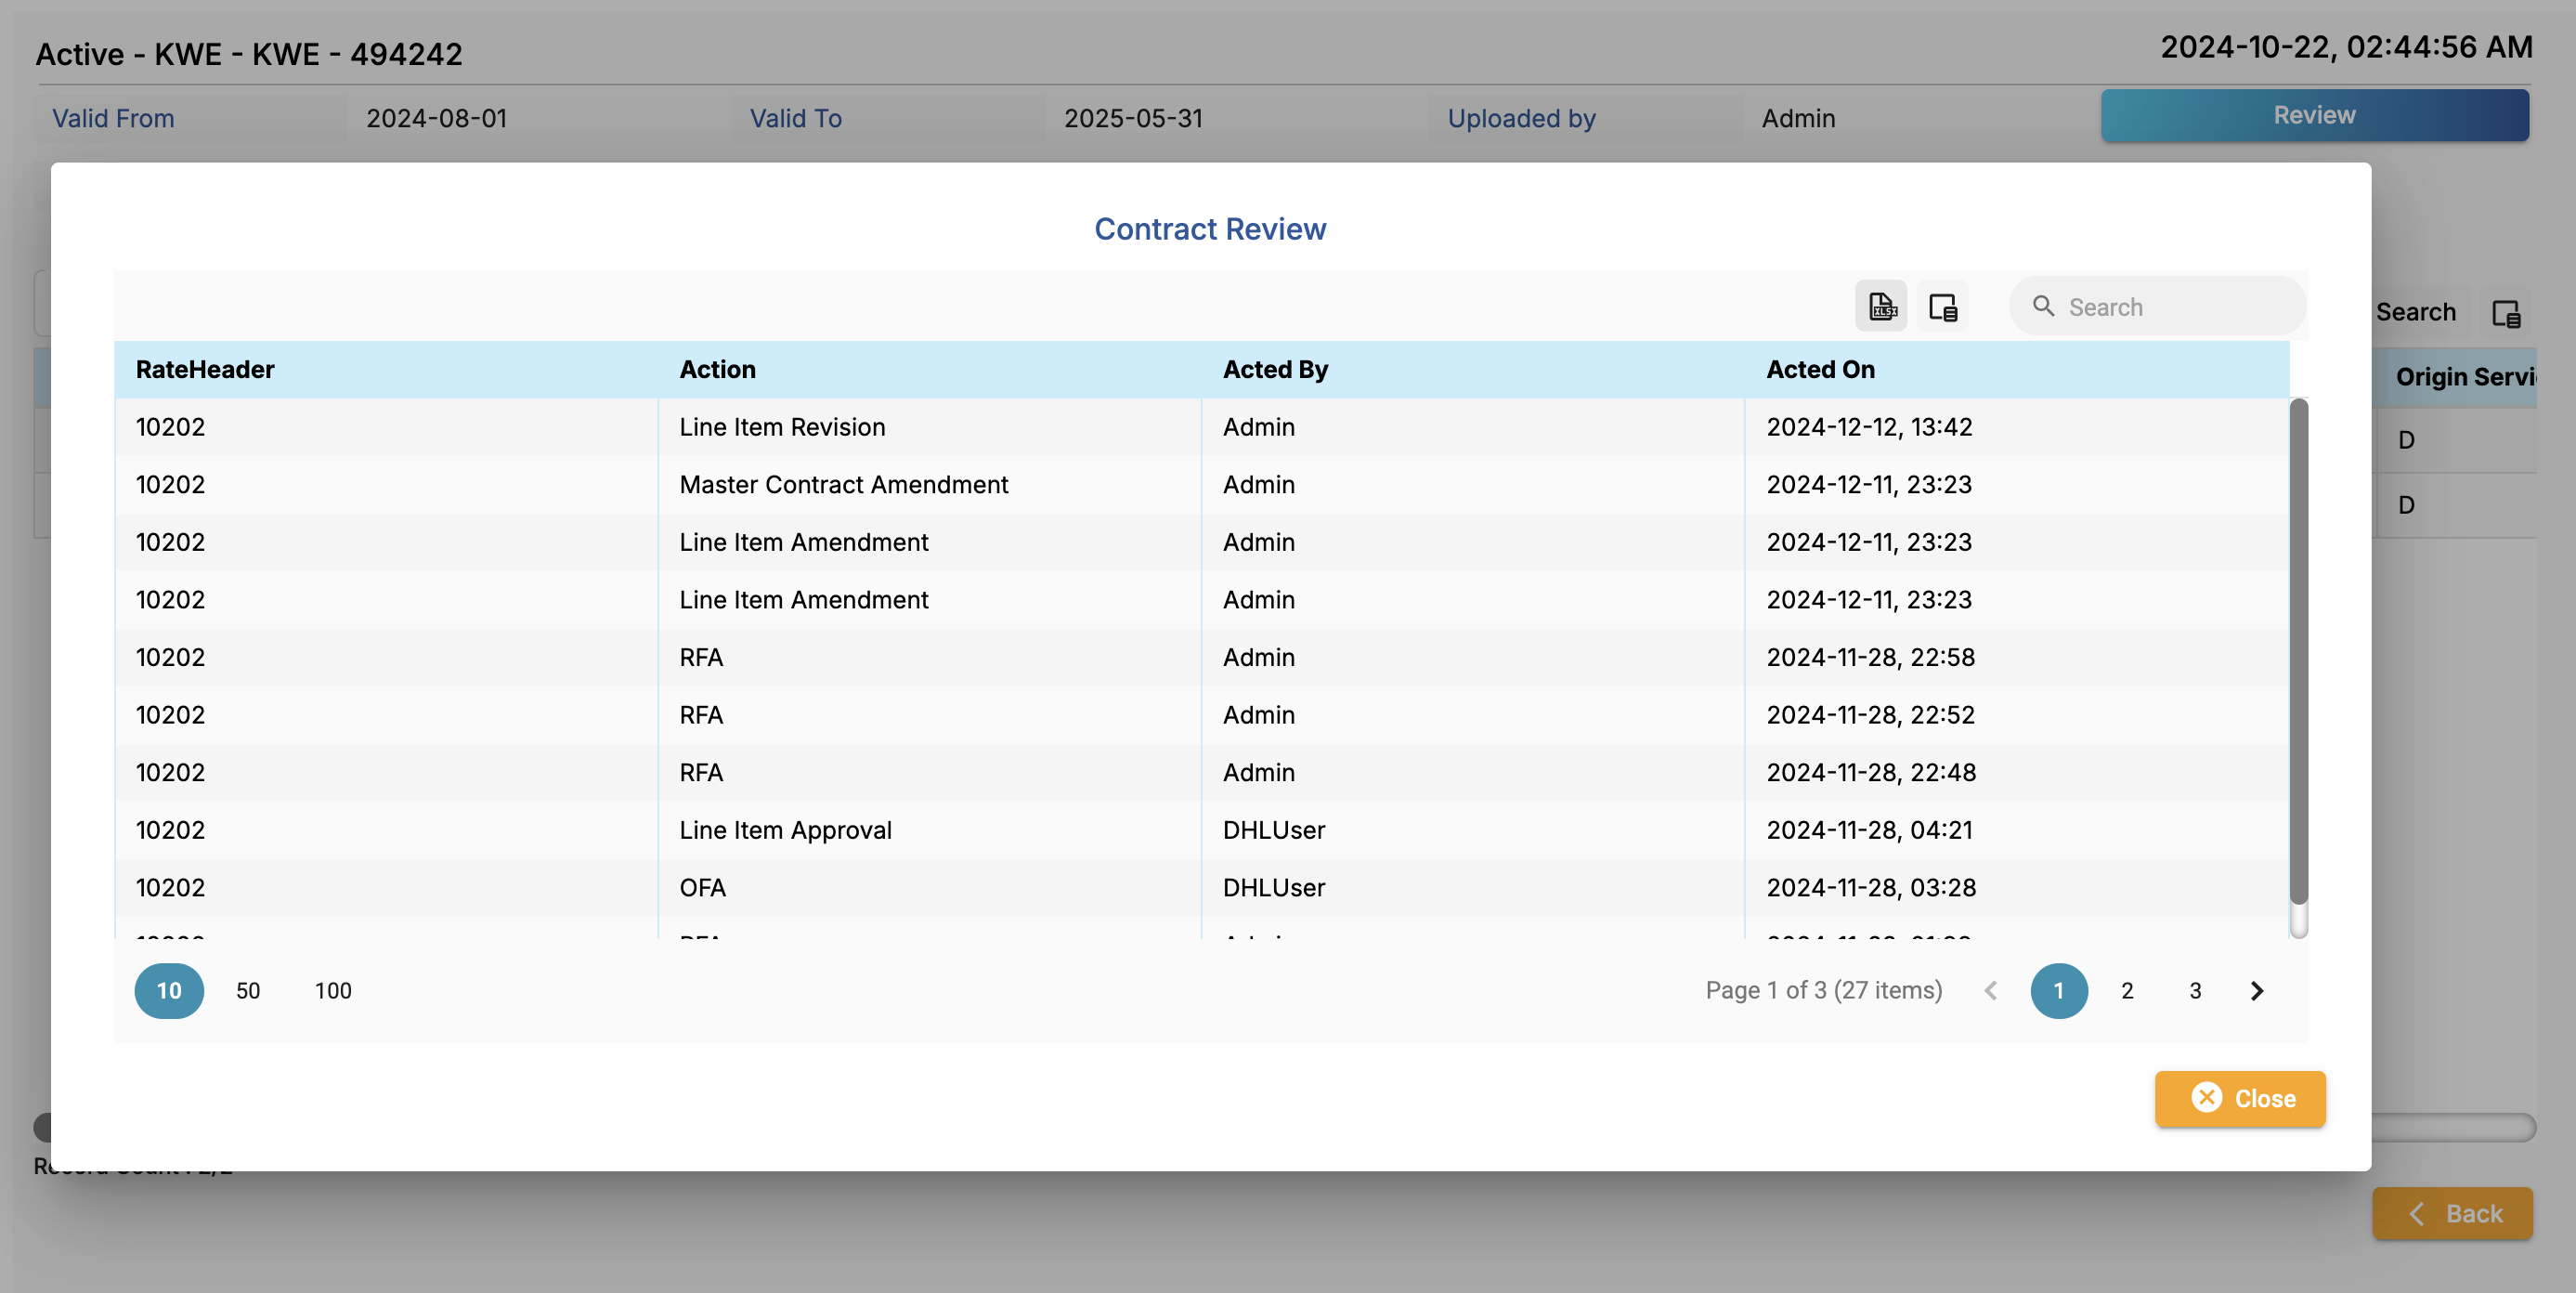 Active - KWE - KWE - 494242
2024-10-22, 02:44:56 AM
Valid From 2024-08-01 Valid To 2025-05-31 Uploaded by Admin Review
Contract Review
XLSX Search
Search
RateHeader Action Acted By Acted On
Origin Servi
10202 Line Item Revision Admin 2024-12-12, 13:42
D
10202 Master Contract Amendment Admin 2024-12-11, 23:23
D
10202 Line Item Amendment Admin 2024-12-11, 23:23
10202 Line Item Amendment Admin 2024-12-11, 23:23
10202 RFA Admin 2024-11-28, 22:58
10202 RFA Admin 2024-11-28, 22:52
10202 RFA Admin 2024-11-28, 22:48
10202 Line Item Approval DHLUser 2024-11-28, 04:21
10202 OFA DHLUser 2024-11-28, 03:28
10 50 100 Page 1 of 3 (27 items) 1 2 3
Close
Back